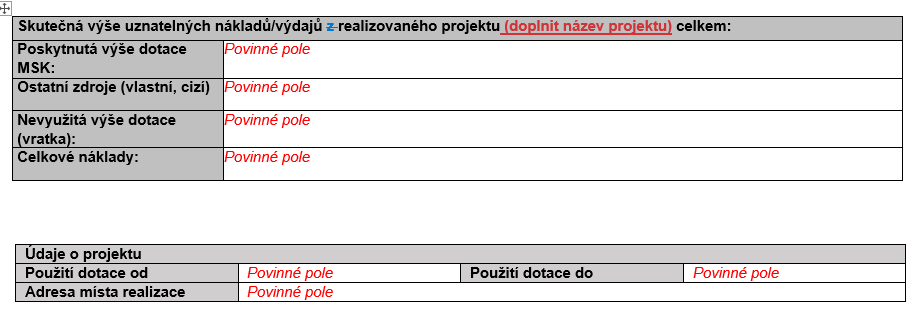 Skutečná výše uznatelných nákladů/výdajů z realizovaného projektu (doplnit název projektu) celkem:
Poskytnutá výše dotace Povinné pole
MSK:
Ostatní zdroje (vlastní, cizí) Povinné pole
Nevyužitá výše dotace Povinné pole
(vratka):
Celkové náklady: Povinné pole
Údaje o projektu
Použití dotace od Povinné pole Použití dotace do Povinné pole
Adresa místa realizace Povinné pole